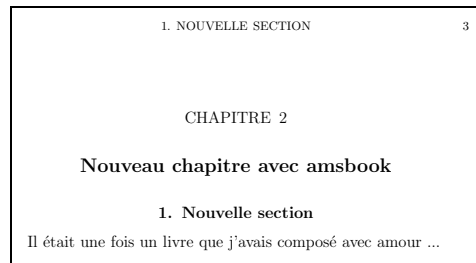 1. NOUVELLE SECTION 3
CHAPITRE 2
Nouveau chapitre avec amsbook
1. Nouvelle section
Il était une fois un livre que j'avais composé avec amour ...